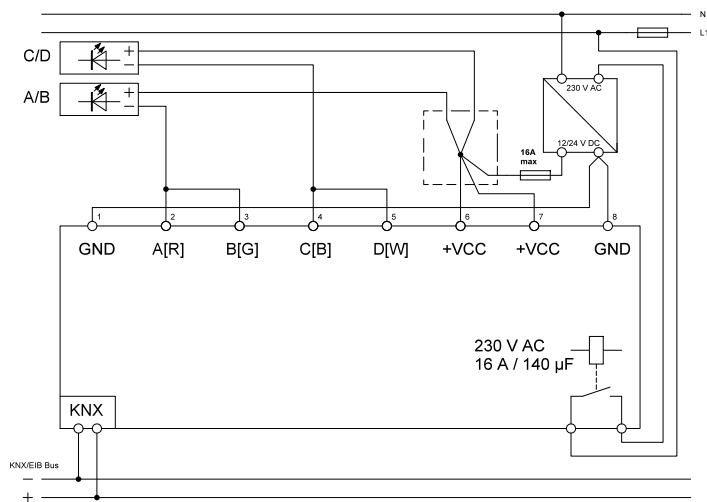 N
L1
C/D
+
–
A/B
+
–
230 V AC
12/24 V DC
16A
max
1
2
3
4
5
6
7
8
GND
A[R]
B[G]
C[B]
D[W]
+VCC
+VCC
GND
230 V AC
16 A / 140 µF
KNX
KNX/EIB Bus
–
+